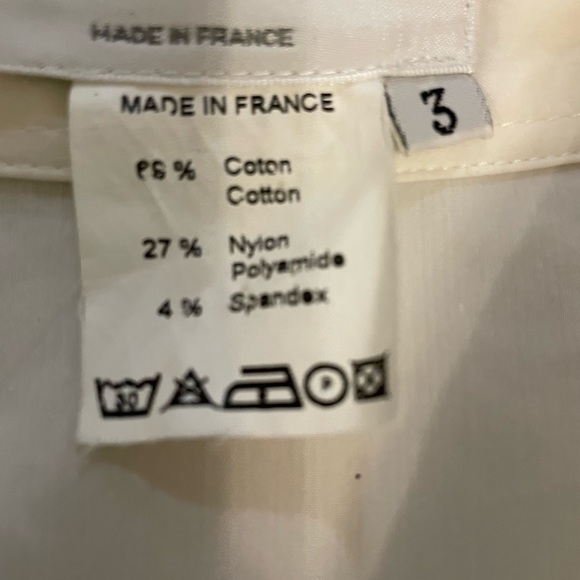 MADE IN FRANCE
MADE IN FRANCE
3
% Coton
Cotton
27 % Nylon
Polyamide
4 % Spandex
30
P